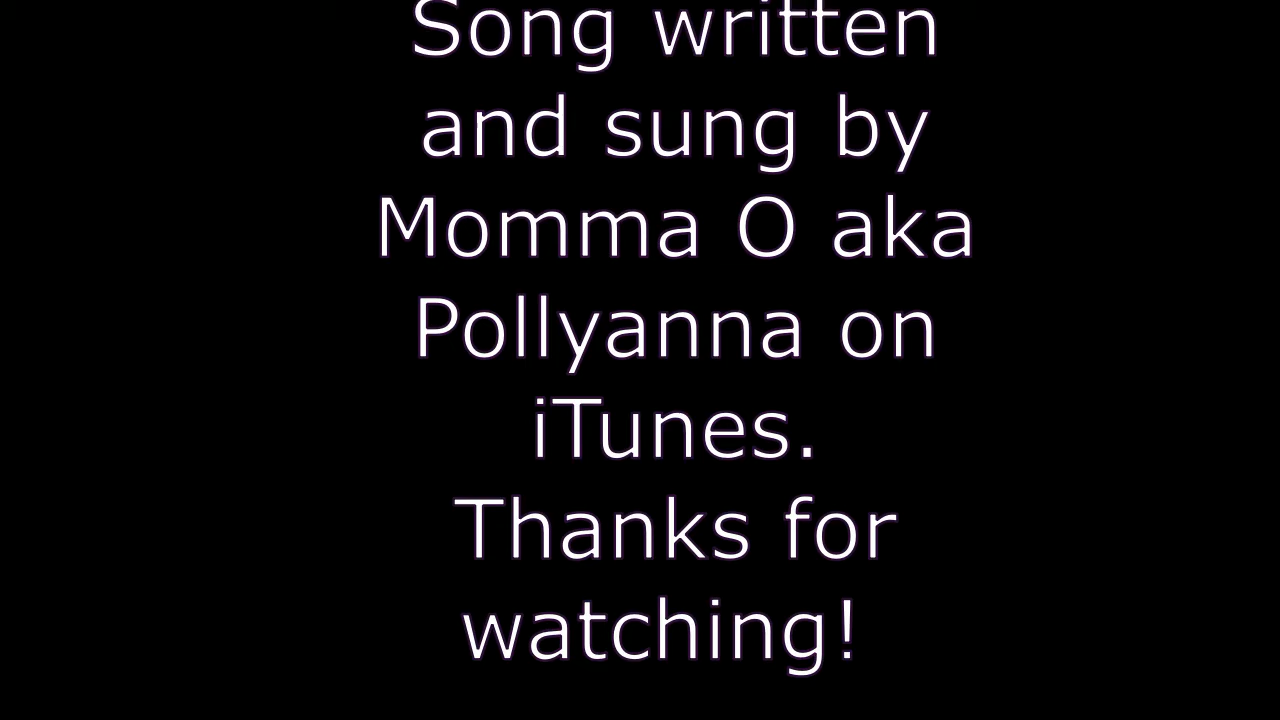 Song written
and sung by
Momma O aka
Pollyanna on
iTunes.
Thanks for
watching!